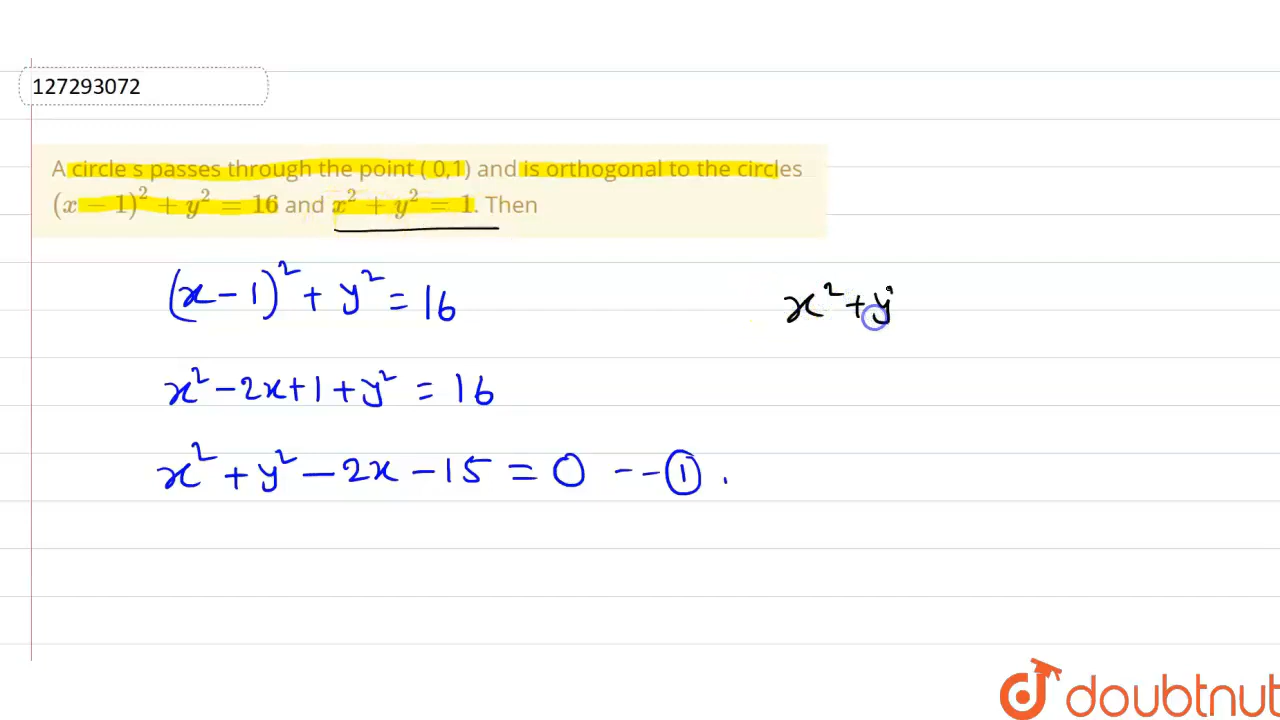 127293072
A circle s passes through the point ( 0,1) and is orthogonal to the circles
(x − 1)² + y² = 16 and x² + y² = 1. Then
(x − 1)² + y² = 16
x² + y
x² − 2x + 1 + y² = 16
x² + y² − 2x − 15 = 0 -- ① .
doubtnut